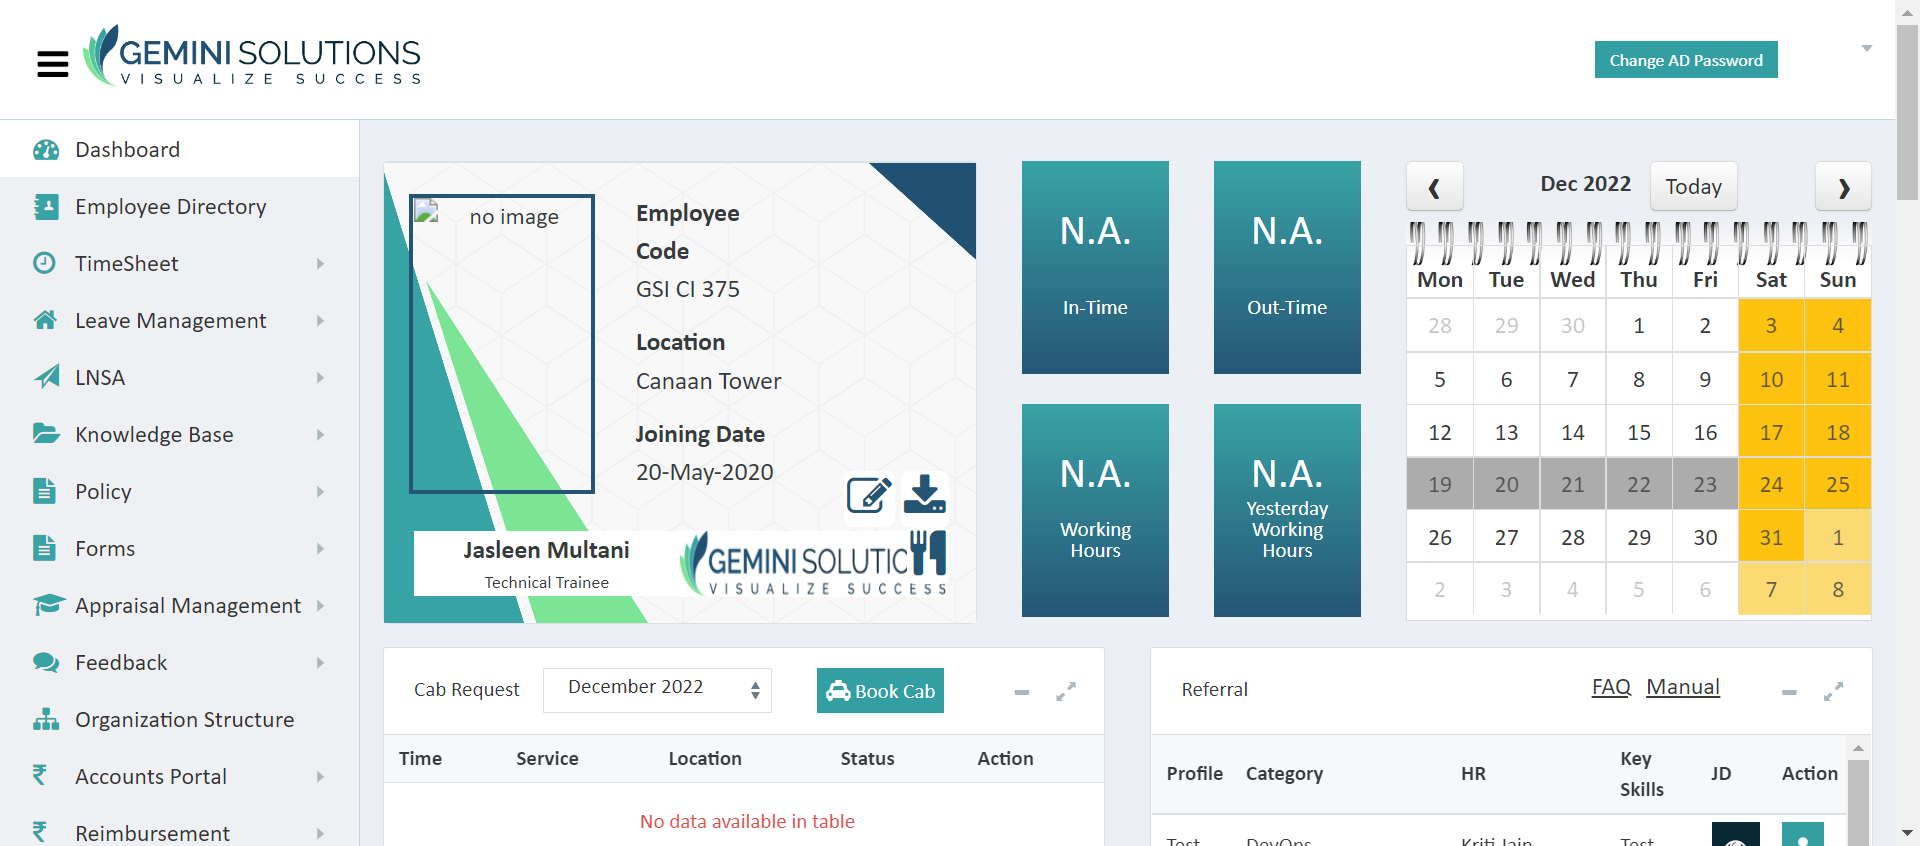 GEMINI SOLUTIONS
VISUALIZE SUCCESS
Change AD Password
Dashboard
Employee Directory
TimeSheet
Leave Management
LNSA
Knowledge Base
Policy
Forms
Appraisal Management
Feedback
Organization Structure
Accounts Portal
Reimbursement
no image
Employee
Code
GSI CI 375
Location
Canaan Tower
Joining Date
20-May-2020
Jasleen Multani
Technical Trainee
GEMINI SOLUTIC
VISUALIZE SUCCESS
N.A.
In-Time
N.A.
Out-Time
N.A.
Working
Hours
N.A.
Yesterday
Working
Hours
Dec 2022 Today
Mon Tue Wed Thu Fri Sat Sun
28 29 30 1 2 3 4
5 6 7 8 9 10 11
12 13 14 15 16 17 18
19 20 21 22 23 24 25
26 27 28 29 30 31 1
2 3 4 5 6 7 8
Cab Request December 2022 Book Cab
Time Service Location Status Action
No data available in table
Referral FAQ Manual
Profile Category HR Key Skills JD Action
Test DevOps Kriti Jain Test